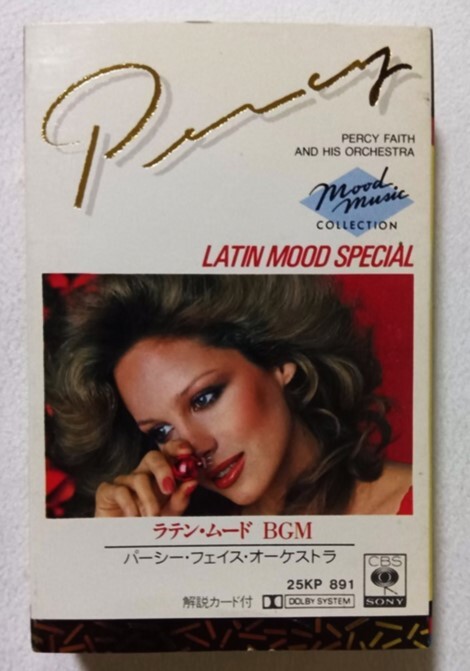 Percy
PERCY FAITH
AND HIS ORCHESTRA
Mood
Music
COLLECTION
LATIN MOOD SPECIAL
ラテン・ムード BGM
パーシー・フェイス・オーケストラ
25KP 891
解説カード付 DOLBY SYSTEM
CBS
SONY